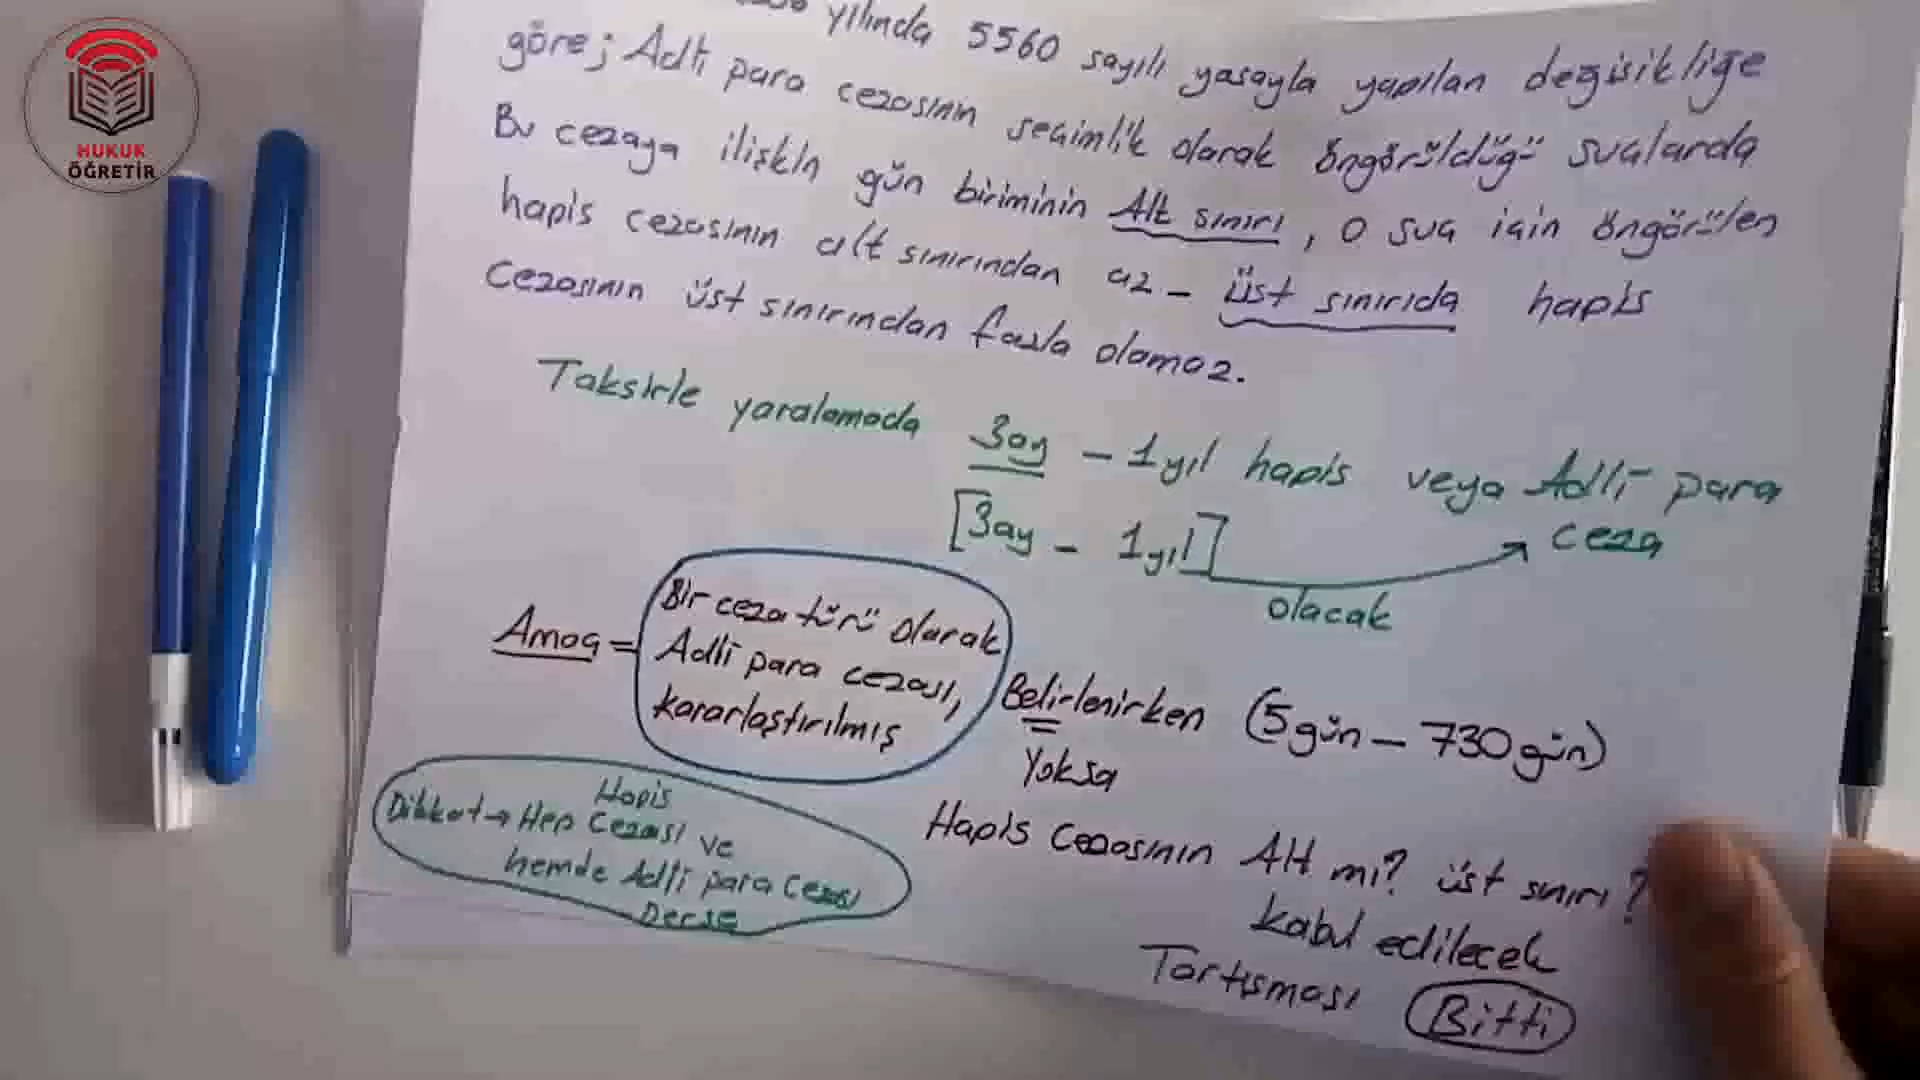 HUKUK
ÖĞRETİR
yılında 5560 sayılı yasayla yapılan değişikliğe
göre; Adli para cezasının seçimlik olarak öngörüldüğü suçlarda
Bu cezaya ilişkin gün biriminin Alt sınırı, o suç için öngörülen
hapis cezasının alt sınırından az - üst sınırıda hapis
Cezasının üst sınırından fazla olamaz.
Taksirle yaralamada 3ay - 1yıl hapis veya Adli para
ceza
[3ay - 1yıl]
olacak
Amaç = Bir ceza türü olarak
Adli para cezası,
kararlaştırılmış
Belirlenirken (5gün - 730gün)
Yoksa
Hapis Cezasının Alt mı? üst sınırı?
kabul edilecek
Tartışması Bitti
Dikkat → Hep Hapis Cezası ve
hemde Adli para Cezası
Derse